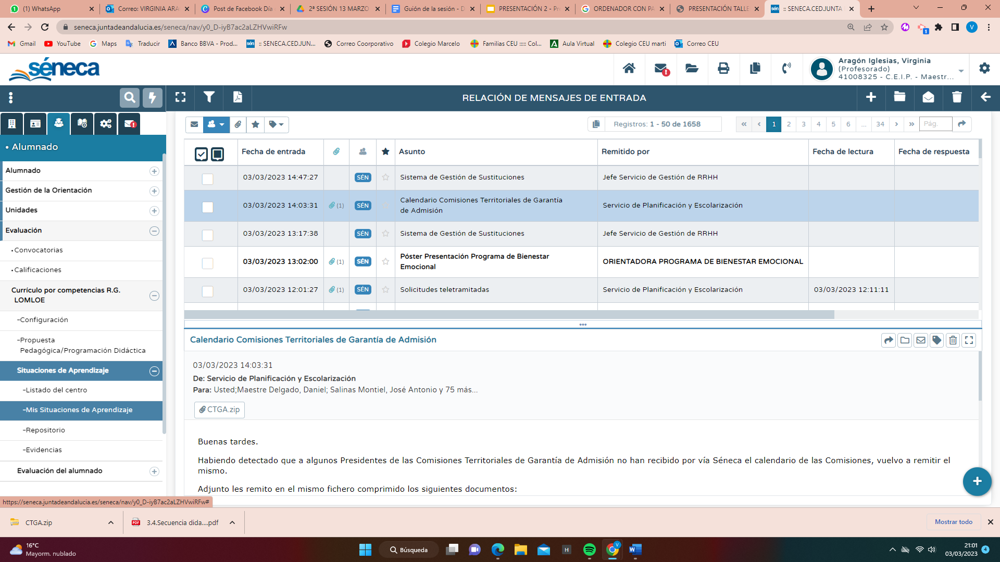 (1) WhatsApp
Correo: VIRGINIA ARA
Post de Facebook Día
2ª SESIÓN 13 MARZO
Guión de la sesión - D
PRESENTACIÓN 2 - Pr
ORDENADOR CON PA
PRESENTACIÓN TALLE
sén :: SENECA.CED.JUNTA
seneca.juntadeandalucia.es/seneca/nav/y0_D-iyB7ac2aLZHVwiRFw
V
1
Gmail
YouTube
Maps
Traducir
Banco BBVA - Prod...
sén :: SENECA.CED.JUN...
Correo Coorporativo
Colegio Marcelo
Familias CEU ::::: Col...
Aula Virtual
Colegio CEU marti
Correo CEU
séneca
Aragón Iglesias, Virginia
(Profesorado)
41008325 - C.E.I.P. - Maestr...
RELACIÓN DE MENSAJES DE ENTRADA
Registros: 1 - 50 de 1658
« ‹ 1 2 3 4 5 6 ... 34 › » Pág.
• Alumnado
Alumnado
Gestión de la Orientación
Unidades
Evaluación
• Convocatorias
• Calificaciones
Currículo por competencias R.G.
LOMLOE
-Configuración
-Propuesta
Pedagógica/Programación Didáctica
Situaciones de Aprendizaje
-Listado del centro
-Mis Situaciones de Aprendizaje
-Repositorio
-Evidencias
Evaluación del alumnado
Fecha de entrada Asunto Remitido por Fecha de lectura Fecha de respuesta
03/03/2023 14:47:27 SÉN Sistema de Gestión de Sustituciones Jefe Servicio de Gestión de RRHH
03/03/2023 14:03:31 (1) SÉN Calendario Comisiones Territoriales de Garantía
de Admisión Servicio de Planificación y Escolarización
03/03/2023 13:17:38 SÉN Sistema de Gestión de Sustituciones Jefe Servicio de Gestión de RRHH
03/03/2023 13:02:00 (1) SÉN Póster Presentación Programa de Bienestar
Emocional ORIENTADORA PROGRAMA DE BIENESTAR EMOCIONAL
03/03/2023 12:01:27 (1) SÉN Solicitudes teletramitadas Servicio de Planificación y Escolarización 03/03/2023 12:11:11
Calendario Comisiones Territoriales de Garantía de Admisión
03/03/2023 14:03:31
De: Servicio de Planificación y Escolarización
Para: Usted;Maestre Delgado, Daniel; Salinas Montiel, José Antonio y 75 más...
CTGA.zip
Buenas tardes.
Habiendo detectado que a algunos Presidentes de las Comisiones Territoriales de Garantía de Admisión no han recibido por vía Séneca el calendario de las Comisiones, vuelvo a remitir el
mismo.
Adjunto les remito en el mismo fichero comprimido los siguientes documentos:
https://seneca.juntadeandalucia.es/seneca/nav/y0_D-iyB7ac2aLZHVwiRFw#
CTGA.zip
PDF 3.4.Secuencia dida....pdf
Mostrar todo
16°C
Mayorm. nublado
Búsqueda
H
V
W
21:01
03/03/2023
4